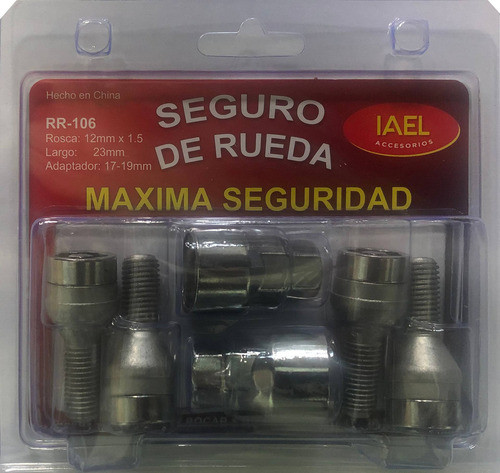 Hecho en China
RR-106
Rosca: 12mm x 1.5
Largo: 23mm
Adaptador: 17-19mm
SEGURO
DE RUEDA
IAEL
ACCESORIOS
MAXIMA SEGURIDAD